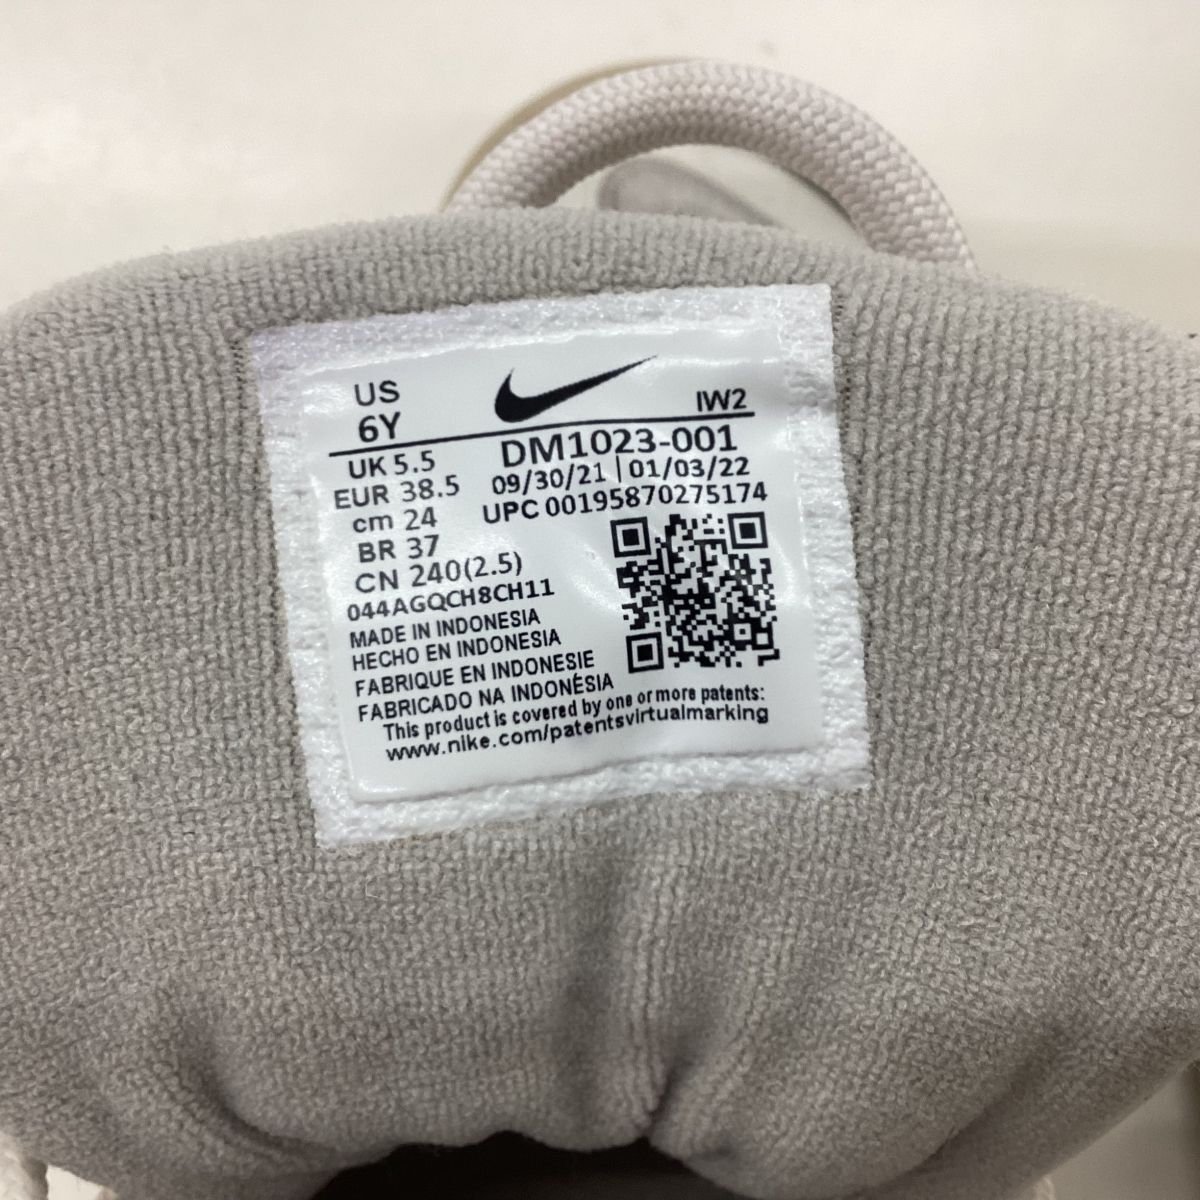 US
6Y
IW2
UK 5.5
EUR 38.5
cm 24
BR 37
CN 240(2.5)
DM1023-001
09/30/21 | 01/03/22
UPC 00195870275174
044AGQCH8CH11
MADE IN INDONESIA
HECHO EN INDONESIA
FABRIQUE EN INDONESIE
FABRICADO NA INDONÉSIA
This product is covered by one or more patents:
www.nike.com/patentsvirtualmarking